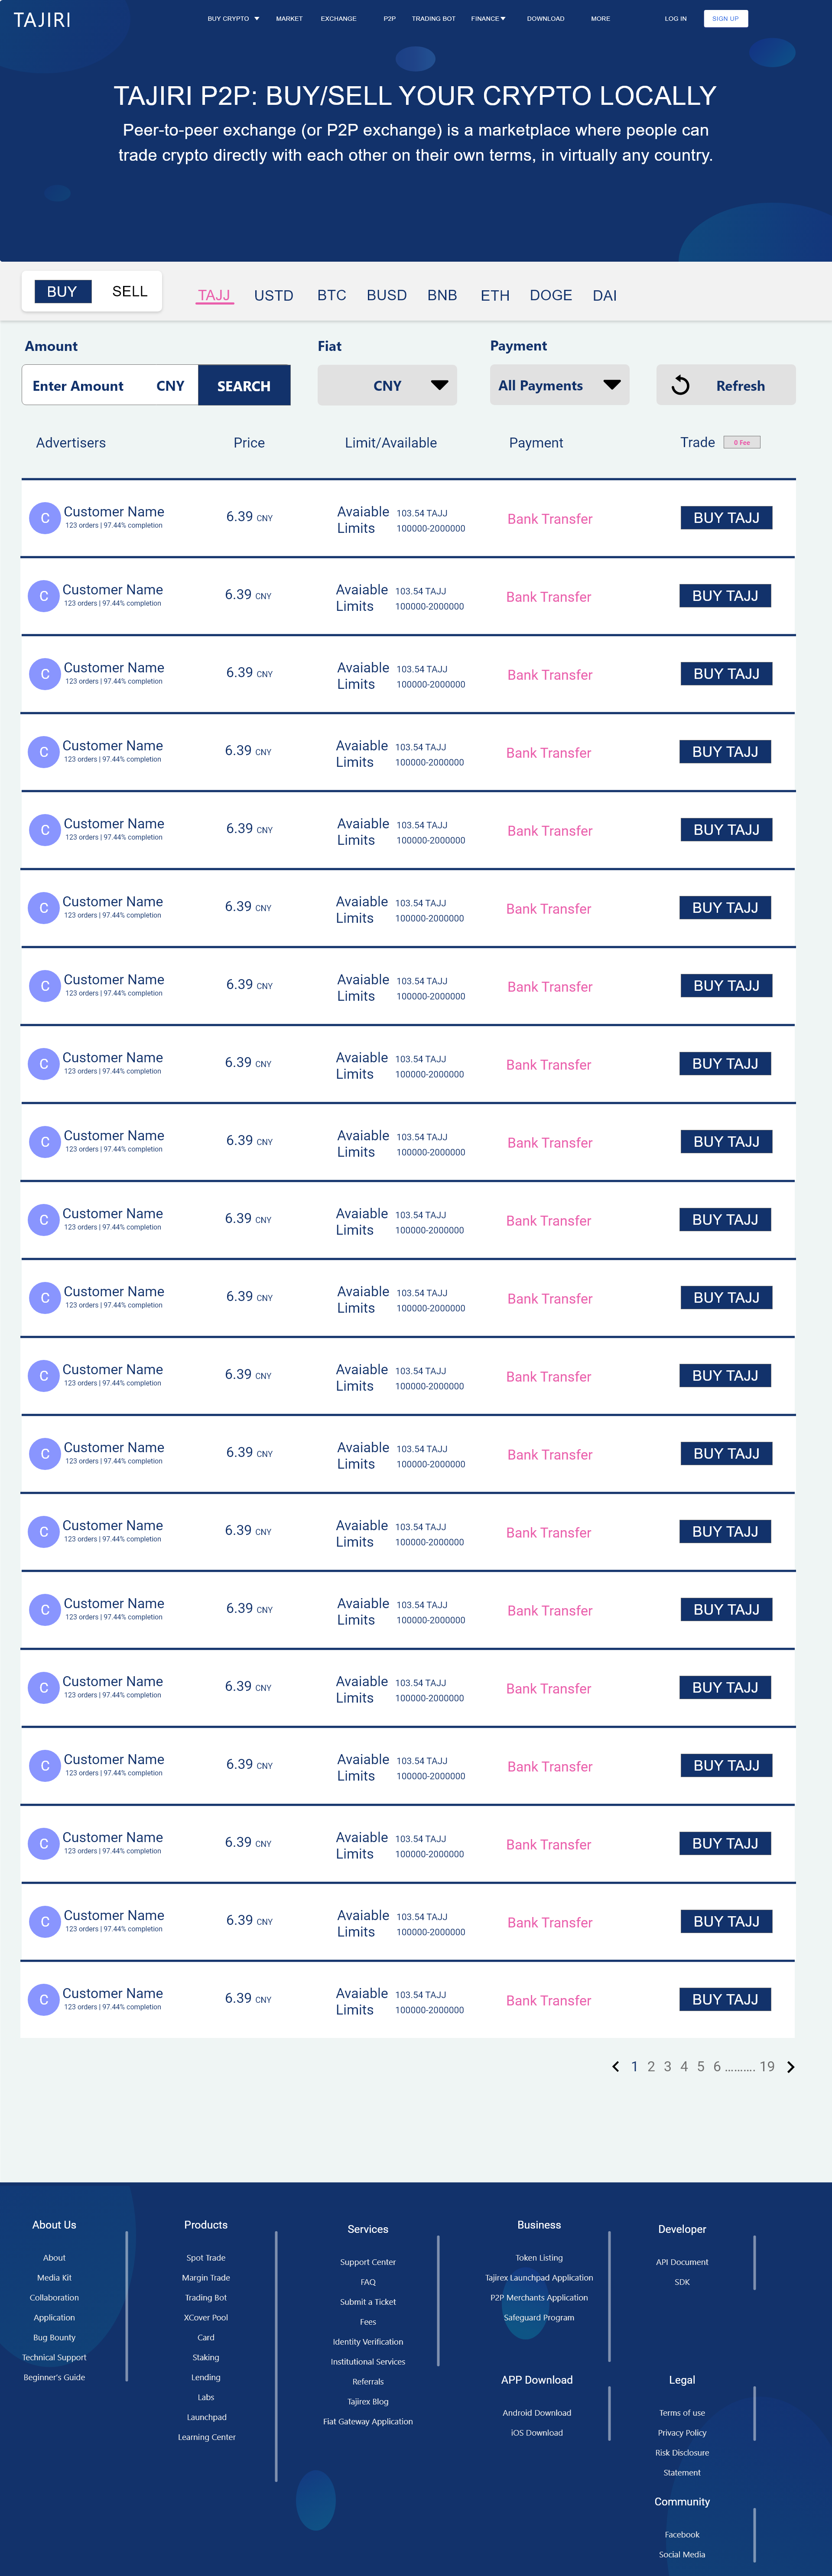 TAJIRI
BUY CRYPTO MARKET EXCHANGE P2P TRADING BOT FINANCE DOWNLOAD MORE LOG IN SIGN UP
TAJIRI P2P: BUY/SELL YOUR CRYPTO LOCALLY
Peer-to-peer exchange (or P2P exchange) is a marketplace where people can
trade crypto directly with each other on their own terms, in virtually any country.
BUY SELL TAJJ USTD BTC BUSD BNB ETH DOGE DAI
Amount Fiat Payment
Enter Amount CNY SEARCH CNY All Payments Refresh
Advertisers Price Limit/Available Payment Trade 0 Fee
Customer Name 6.39 CNY Avaiable 103.54 TAJJ Bank Transfer BUY TAJJ
123 orders | 97.44% completion Limits 100000-2000000
Customer Name 6.39 CNY Avaiable 103.54 TAJJ Bank Transfer BUY TAJJ
123 orders | 97.44% completion Limits 100000-2000000
Customer Name 6.39 CNY Avaiable 103.54 TAJJ Bank Transfer BUY TAJJ
123 orders | 97.44% completion Limits 100000-2000000
Customer Name 6.39 CNY Avaiable 103.54 TAJJ Bank Transfer BUY TAJJ
123 orders | 97.44% completion Limits 100000-2000000
Customer Name 6.39 CNY Avaiable 103.54 TAJJ Bank Transfer BUY TAJJ
123 orders | 97.44% completion Limits 100000-2000000
Customer Name 6.39 CNY Avaiable 103.54 TAJJ Bank Transfer BUY TAJJ
123 orders | 97.44% completion Limits 100000-2000000
Customer Name 6.39 CNY Avaiable 103.54 TAJJ Bank Transfer BUY TAJJ
123 orders | 97.44% completion Limits 100000-2000000
Customer Name 6.39 CNY Avaiable 103.54 TAJJ Bank Transfer BUY TAJJ
123 orders | 97.44% completion Limits 100000-2000000
Customer Name 6.39 CNY Avaiable 103.54 TAJJ Bank Transfer BUY TAJJ
123 orders | 97.44% completion Limits 100000-2000000
Customer Name 6.39 CNY Avaiable 103.54 TAJJ Bank Transfer BUY TAJJ
123 orders | 97.44% completion Limits 100000-2000000
Customer Name 6.39 CNY Avaiable 103.54 TAJJ Bank Transfer BUY TAJJ
123 orders | 97.44% completion Limits 100000-2000000
Customer Name 6.39 CNY Avaiable 103.54 TAJJ Bank Transfer BUY TAJJ
123 orders | 97.44% completion Limits 100000-2000000
Customer Name 6.39 CNY Avaiable 103.54 TAJJ Bank Transfer BUY TAJJ
123 orders | 97.44% completion Limits 100000-2000000
Customer Name 6.39 CNY Avaiable 103.54 TAJJ Bank Transfer BUY TAJJ
123 orders | 97.44% completion Limits 100000-2000000
Customer Name 6.39 CNY Avaiable 103.54 TAJJ Bank Transfer BUY TAJJ
123 orders | 97.44% completion Limits 100000-2000000
Customer Name 6.39 CNY Avaiable 103.54 TAJJ Bank Transfer BUY TAJJ
123 orders | 97.44% completion Limits 100000-2000000
Customer Name 6.39 CNY Avaiable 103.54 TAJJ Bank Transfer BUY TAJJ
123 orders | 97.44% completion Limits 100000-2000000
Customer Name 6.39 CNY Avaiable 103.54 TAJJ Bank Transfer BUY TAJJ
123 orders | 97.44% completion Limits 100000-2000000
Customer Name 6.39 CNY Avaiable 103.54 TAJJ Bank Transfer BUY TAJJ
123 orders | 97.44% completion Limits 100000-2000000
Customer Name 6.39 CNY Avaiable 103.54 TAJJ Bank Transfer BUY TAJJ
123 orders | 97.44% completion Limits 100000-2000000
1 2 3 4 5 6 .......... 19
About Us
About
Media Kit
Collaboration
Application
Bug Bounty
Technical Support
Beginner's Guide
Products
Spot Trade
Margin Trade
Trading Bot
XCover Pool
Card
Staking
Lending
Labs
Launchpad
Learning Center
Services
Support Center
FAQ
Submit a Ticket
Fees
Identity Verification
Institutional Services
Referrals
Tajirex Blog
Fiat Gateway Application
Business
Token Listing
Tajirex Launchpad Application
P2P Merchants Application
Safeguard Program
APP Download
Android Download
iOS Download
Developer
API Document
SDK
Legal
Terms of use
Privacy Policy
Risk Disclosure
Statement
Community
Facebook
Social Media